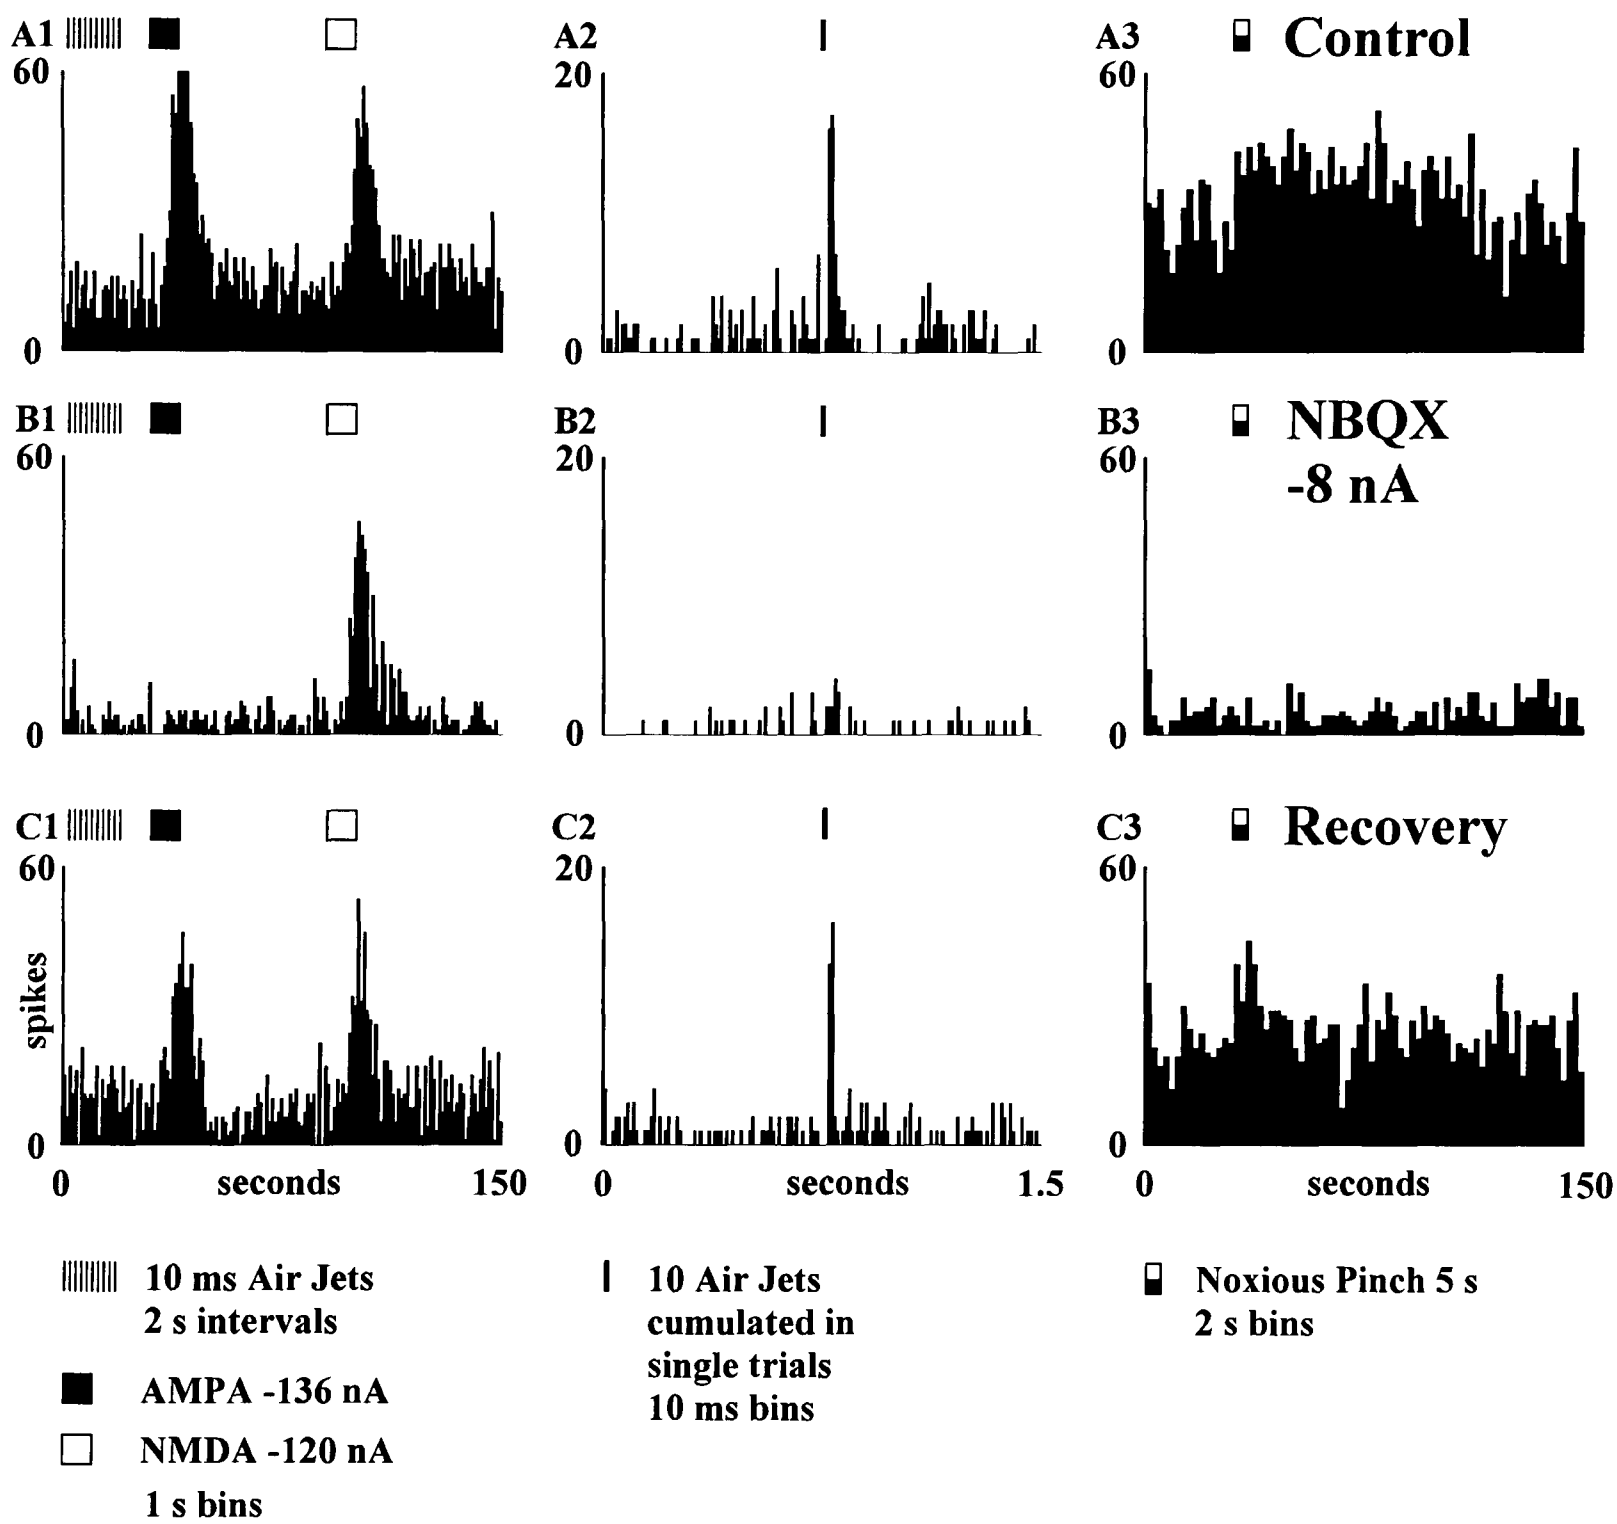 A1
A2
A3
Control
60
20
60
0
0
0
B1
B2
B3
NBQX
-8 nA
60
20
60
0
0
0
C1
C2
C3
Recovery
60
20
60
spikes
0
0
0
0 seconds 150
0 seconds 1.5
0 seconds 150
10 ms Air Jets
2 s intervals
AMPA -136 nA
NMDA -120 nA
1 s bins
10 Air Jets
cumulated in
single trials
10 ms bins
Noxious Pinch 5 s
2 s bins